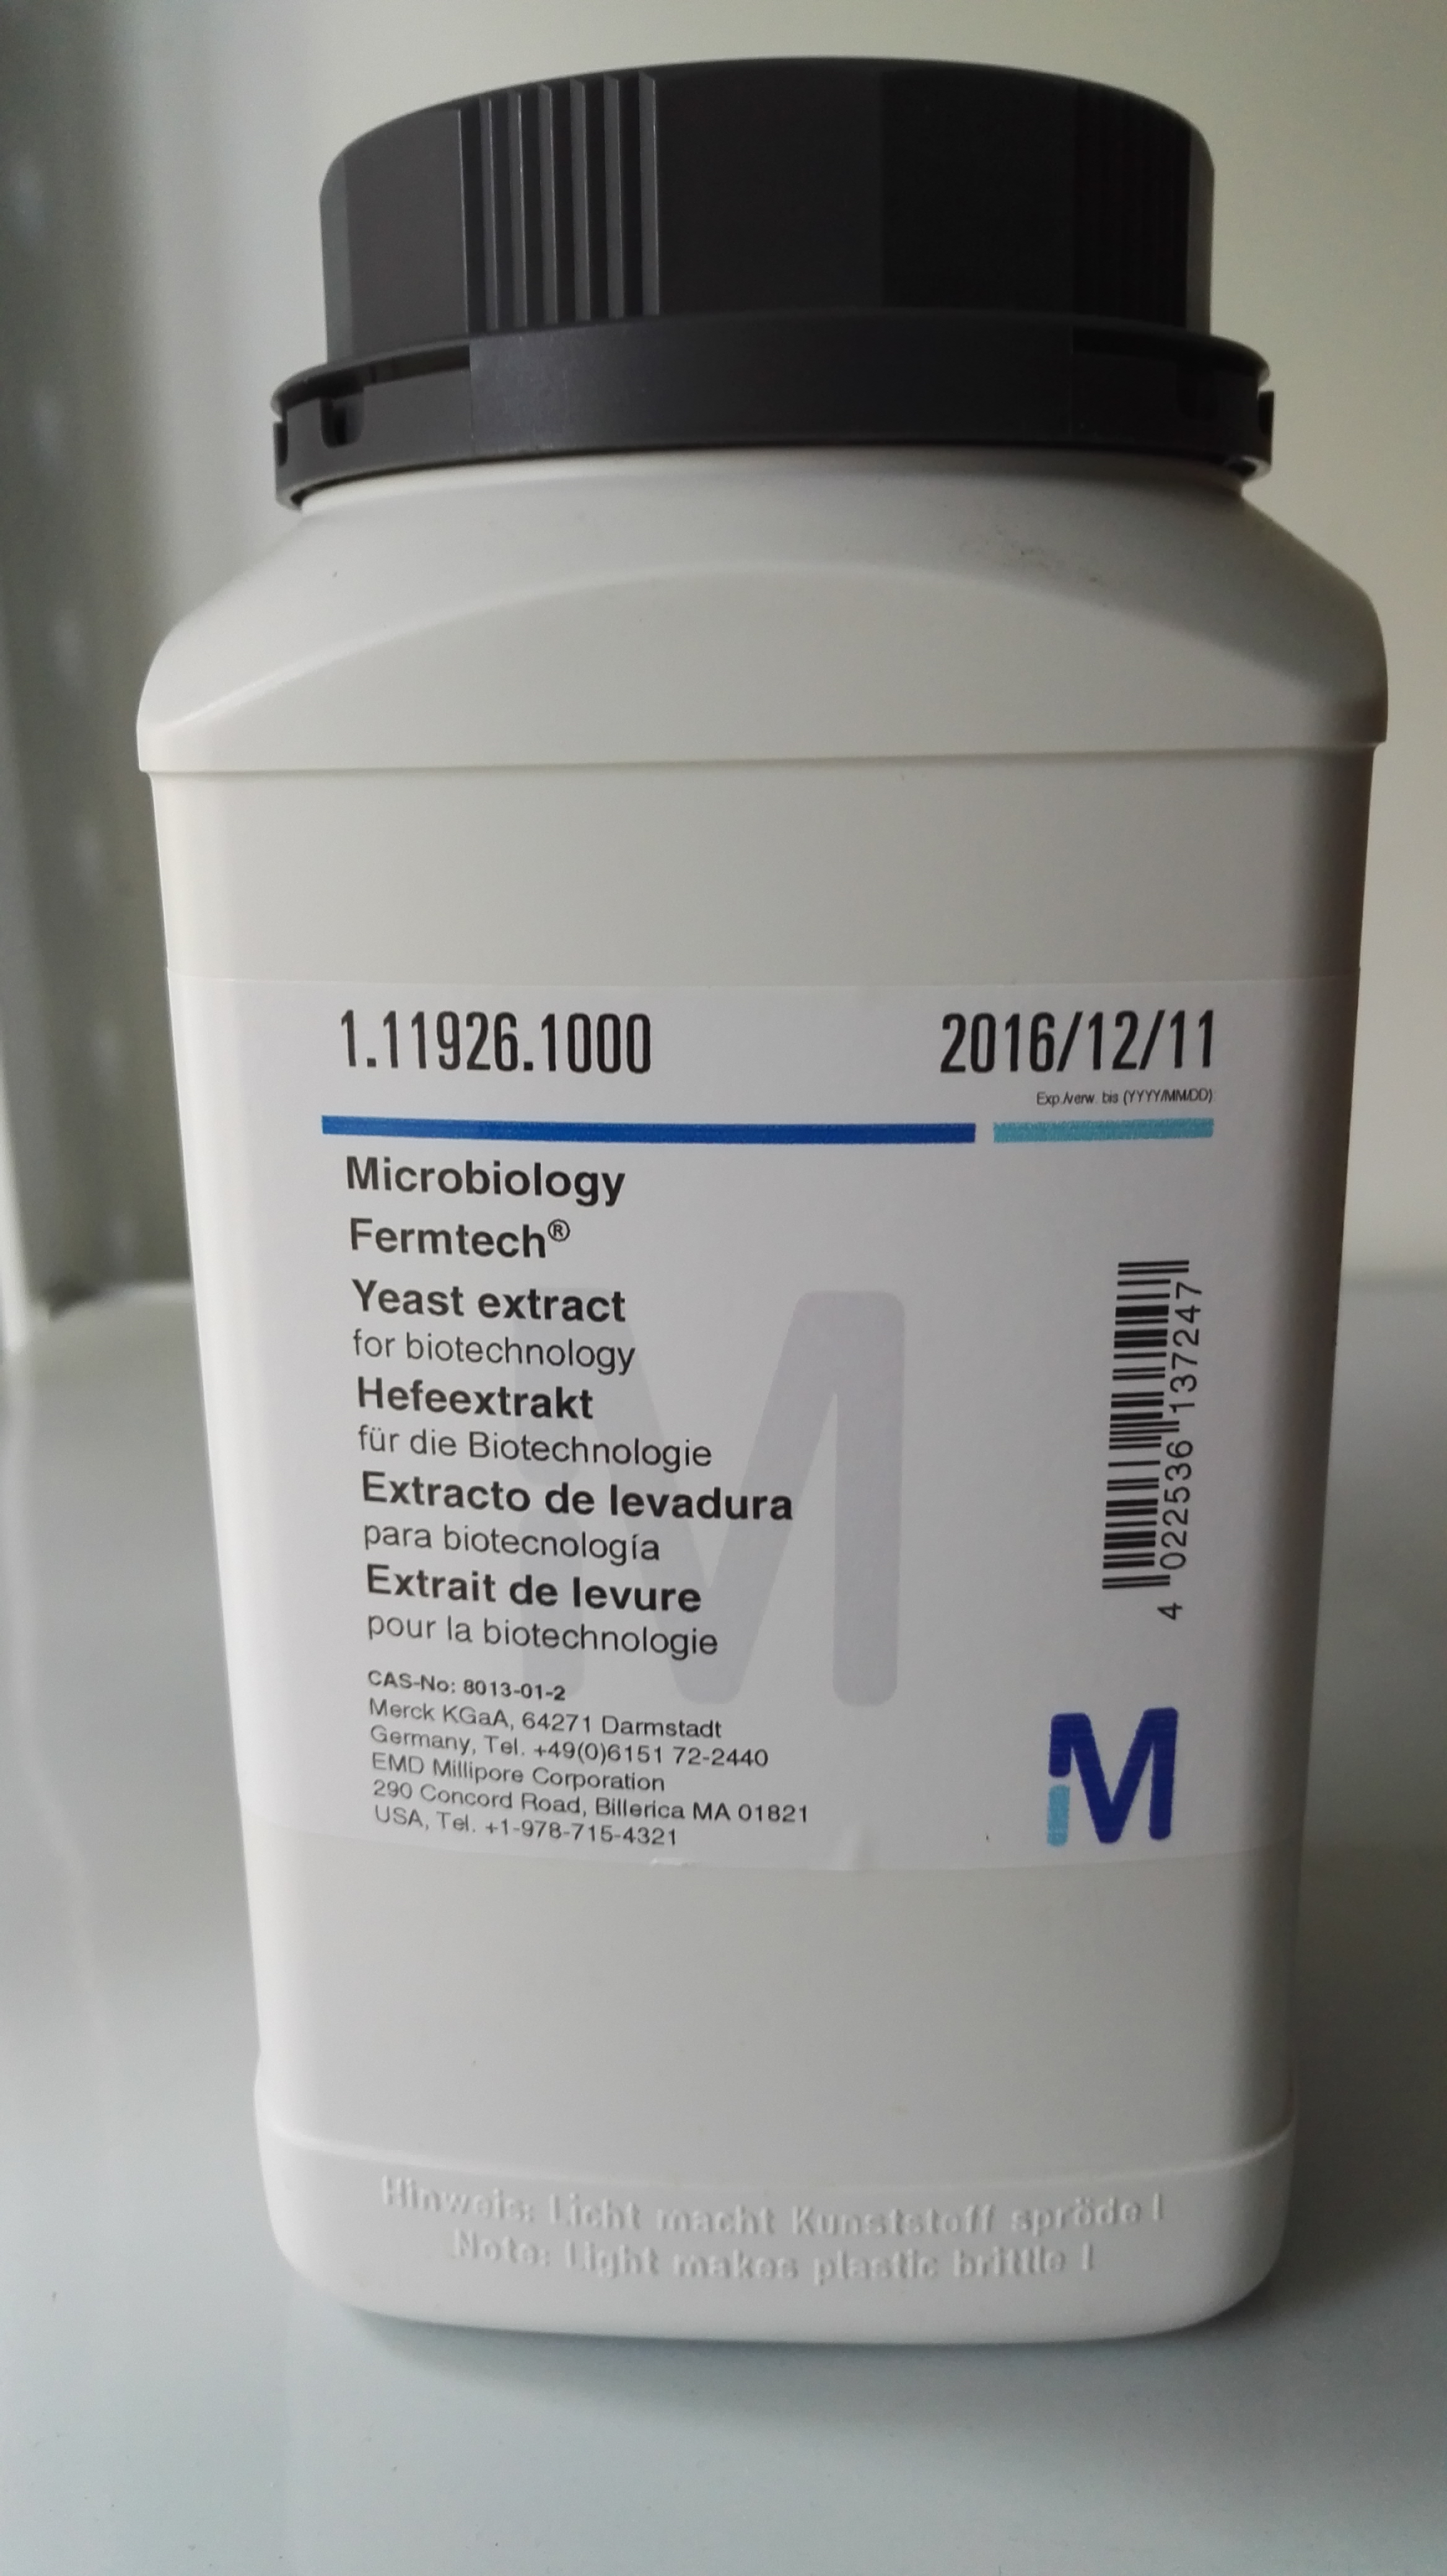 1.11926.1000
2016/12/11
Exp./verw. bis (YYYY/MM/DD)
Microbiology
Fermtech®
Yeast extract
for biotechnology
Hefeextrakt
für die Biotechnologie
Extracto de levadura
para biotecnología
Extrait de levure
pour la biotechnologie
CAS-No: 8013-01-2
Merck KGaA, 64271 Darmstadt
Germany, Tel. +49(0)6151 72-2440
EMD Millipore Corporation
290 Concord Road, Billerica MA 01821
USA, Tel. +1-978-715-4321
4 022536 137247
M
Hinweis: Licht macht Kunststoff spröde !
Note: Light makes plastic brittle !